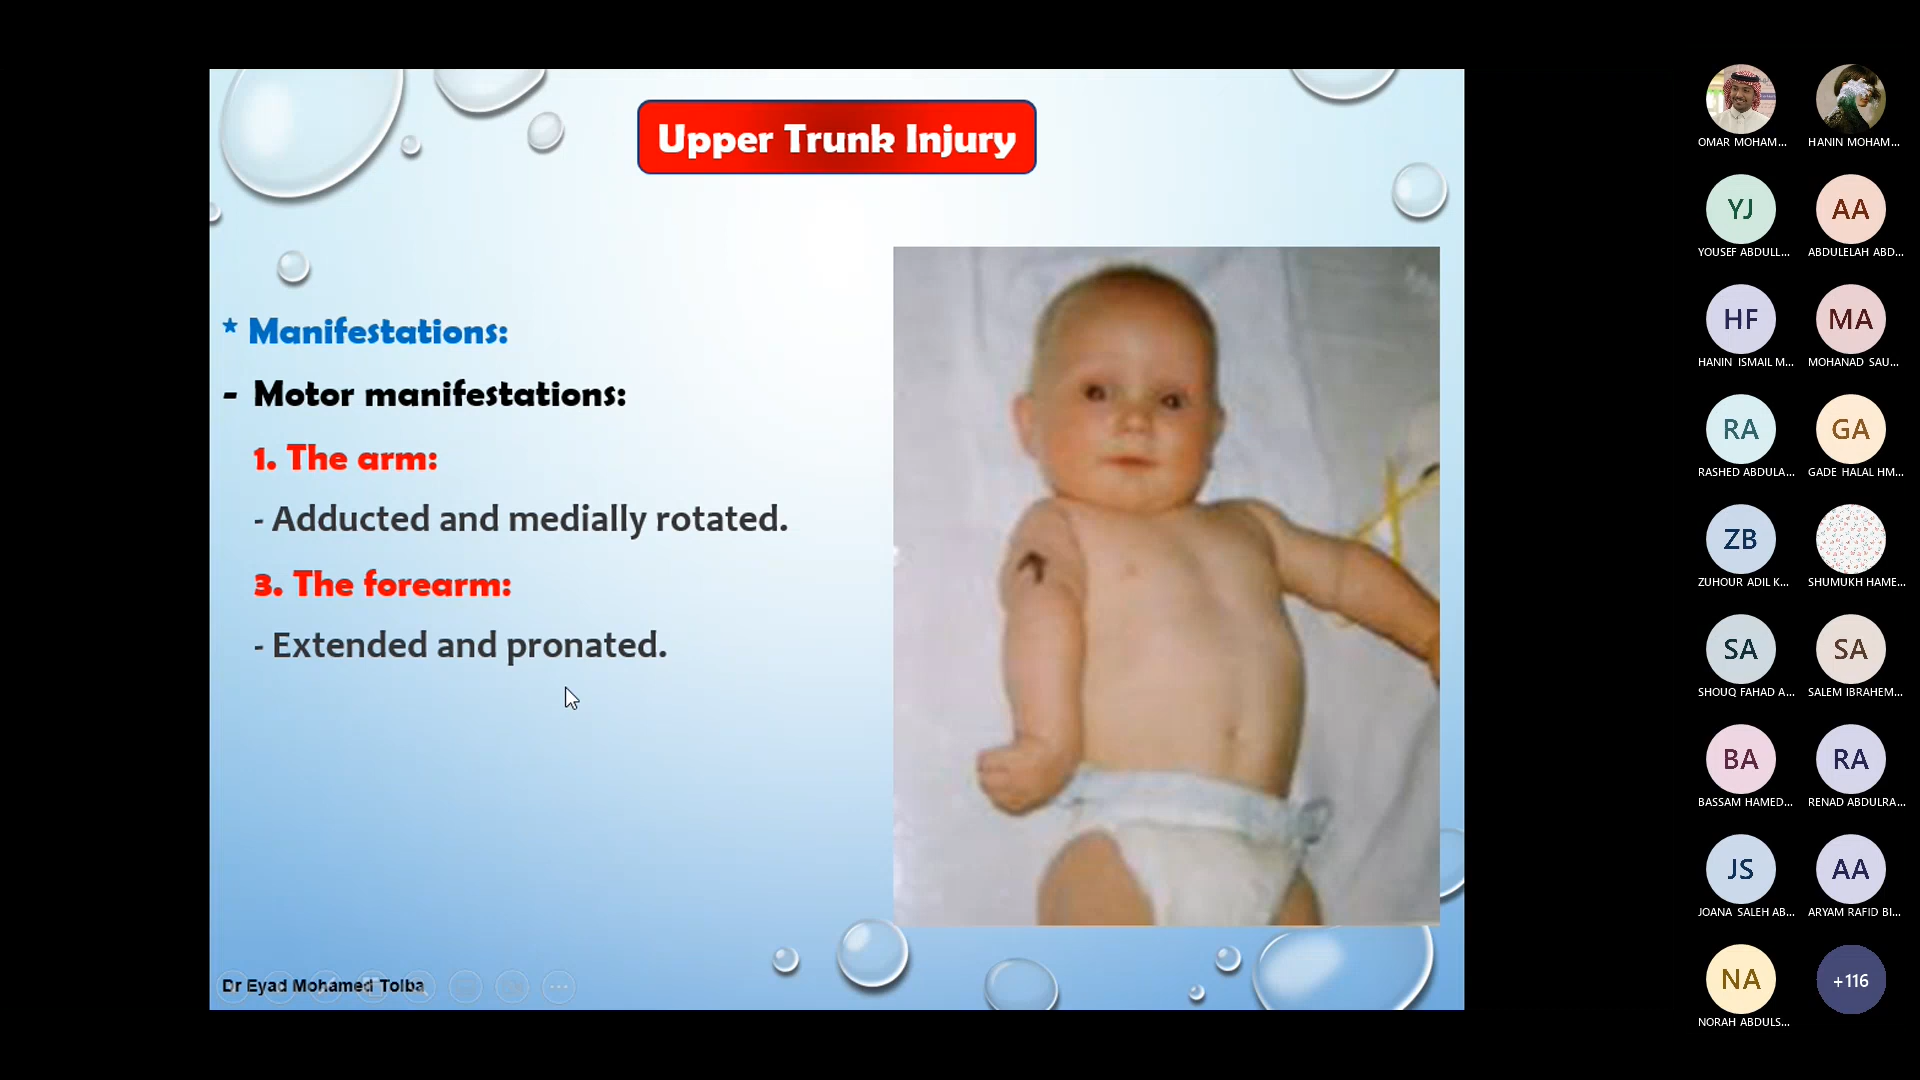 Upper Trunk Injury
* Manifestations:
- Motor manifestations:
1. The arm:
- Adducted and medially rotated.
3. The forearm:
- Extended and pronated.
Dr Eyad Mohamed Tolba
OMAR MOHAM...
HANIN MOHAM...
YJ
AA
YOUSEF ABDULL...
ABDULELAH ABD...
HF
MA
HANIN ISMAIL M...
MOHANAD SAU...
RA
GA
RASHED ABDULA...
GADE HALAL HM...
ZB
ZUHOUR ADIL K...
SHUMUKH HAME...
SA
SA
SHOUQ FAHAD A...
SALEM IBRAHEM...
BA
RA
BASSAM HAMED...
RENAD ABDULRA...
JS
AA
JOANA SALEH AB...
ARYAM RAFID BI...
NA
+116
NORAH ABDULS...